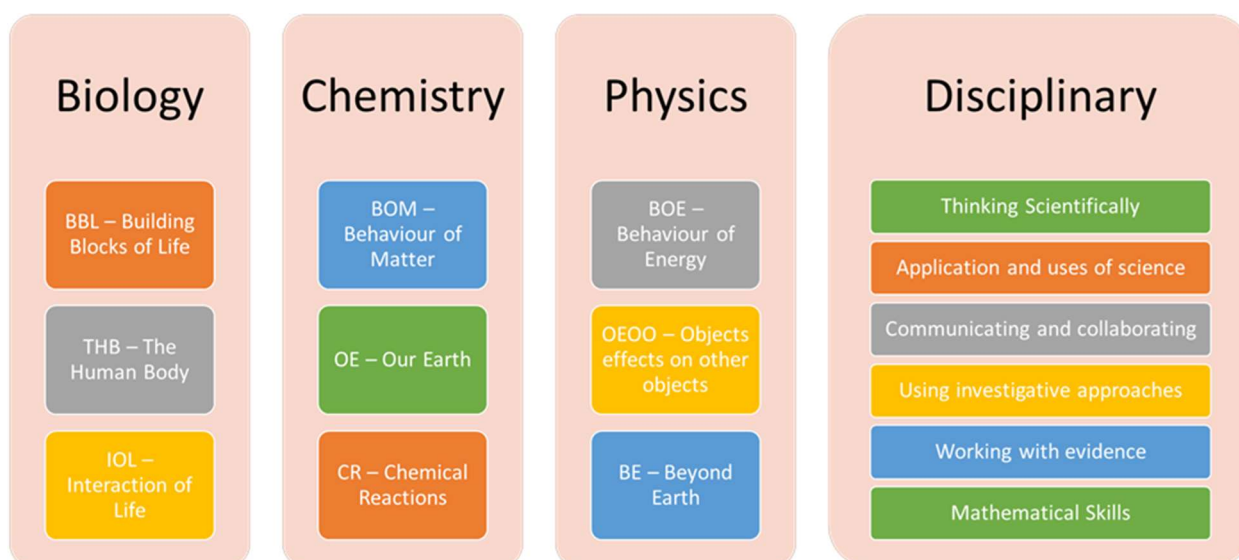 Biology
BBL – Building
Blocks of Life
THB – The
Human Body
IOL –
Interaction of
Life
Chemistry
BOM –
Behaviour of
Matter
OE – Our Earth
CR – Chemical
Reactions
Physics
BOE –
Behaviour of
Energy
OEOO – Objects
effects on other
objects
BE – Beyond
Earth
Disciplinary
Thinking Scientifically
Application and uses of science
Communicating and collaborating
Using investigative approaches
Working with evidence
Mathematical Skills